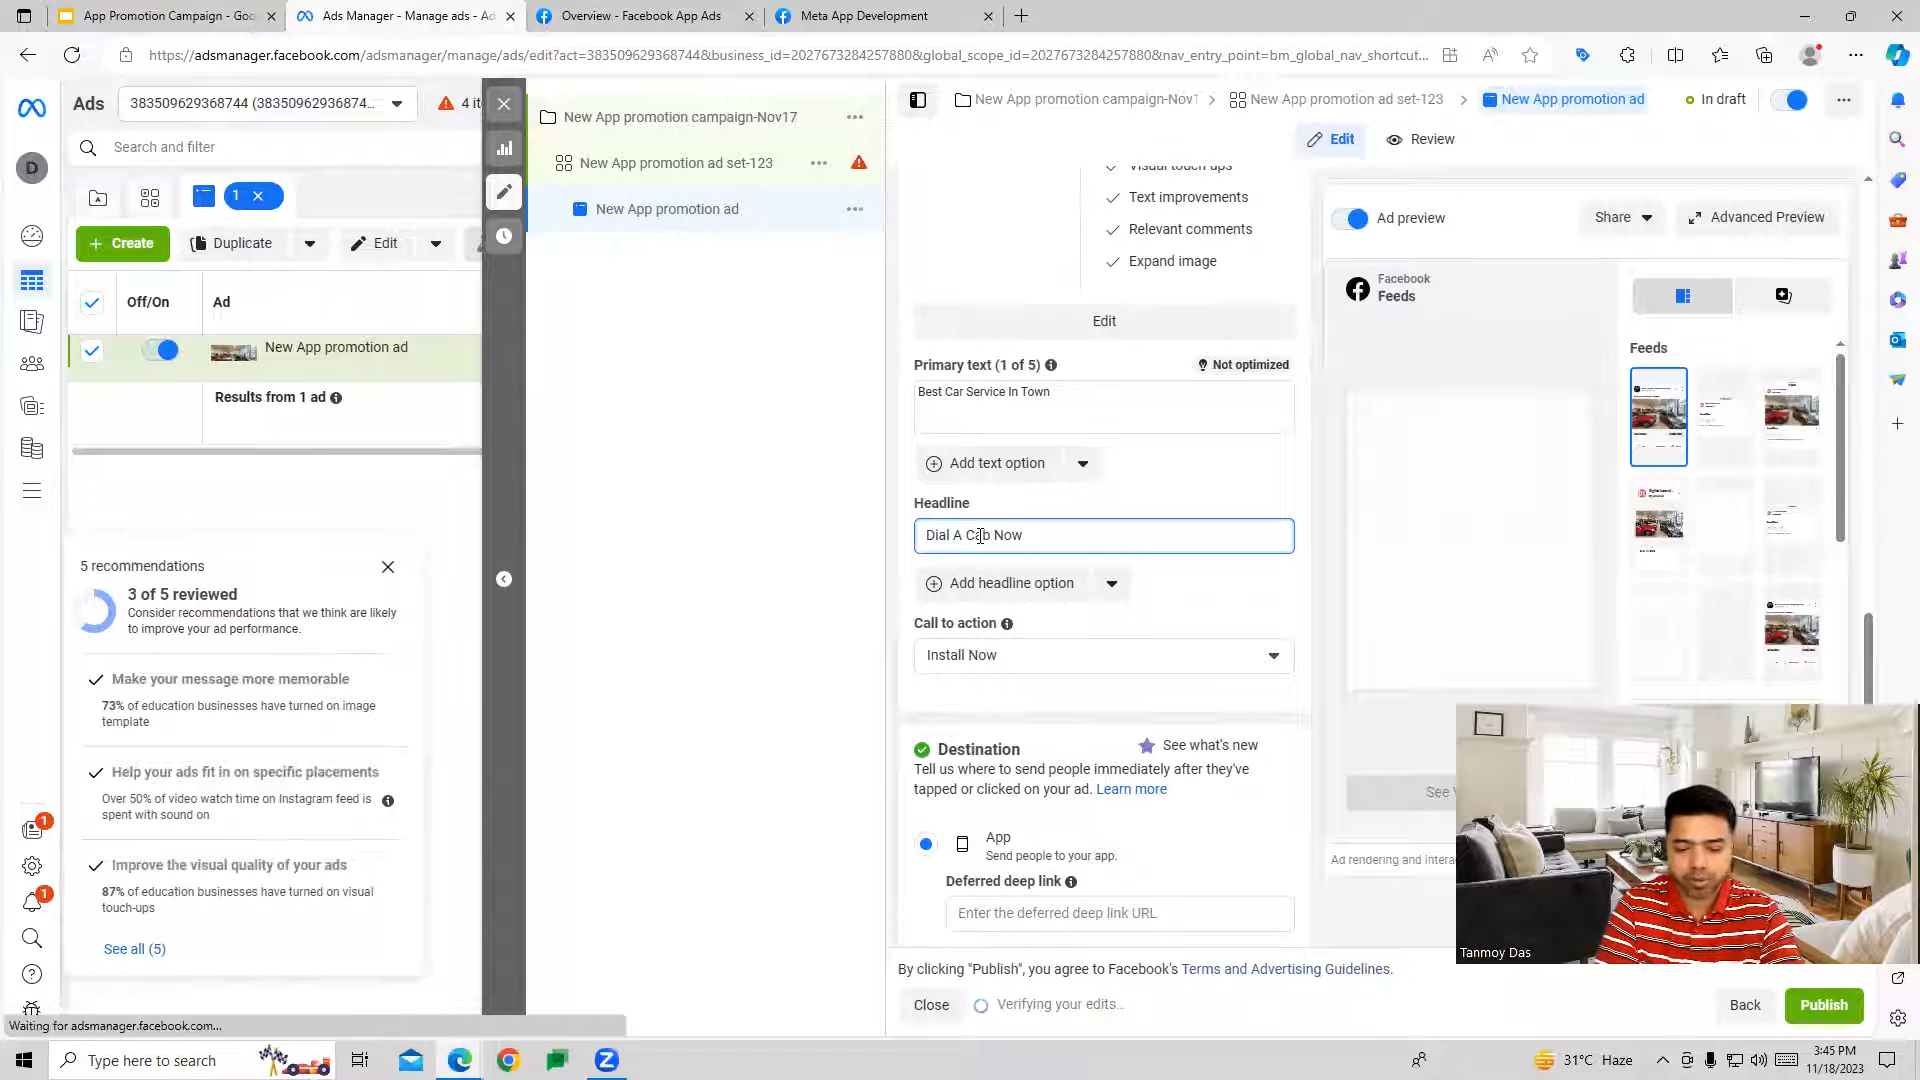 App Promotion Campaign - Goo
Ads Manager - Manage ads - Ad
Overview - Facebook App Ads
Meta App Development
https://adsmanager.facebook.com/adsmanager/manage/ads/edit?act=383509629368744&business_id=2027673284257880&global_scope_id=2027673284257880&nav_entry_point=bm_global_nav_shortcut...
Ads
383509629368744 (38350962936874...
4 it
Search and filter
D
1
Create
Duplicate
Edit
Off/On
Ad
New App promotion ad
Results from 1 ad
5 recommendations
3 of 5 reviewed
Consider recommendations that we think are likely
to improve your ad performance.
Make your message more memorable
73% of education businesses have turned on image
template
Help your ads fit in on specific placements
Over 50% of video watch time on Instagram feed is
spent with sound on
Improve the visual quality of your ads
87% of education businesses have turned on visual
touch-ups
See all (5)
1
1
New App promotion campaign-Nov17
New App promotion ad set-123
New App promotion ad
New App promotion campaign-Nov1
New App promotion ad set-123
New App promotion ad
In draft
Edit
Review
Visual touch ups
Text improvements
Relevant comments
Expand image
Edit
Primary text (1 of 5)
Not optimized
Best Car Service In Town
Add text option
Headline
Dial A Cab Now
Add headline option
Call to action
Install Now
Destination
See what's new
Tell us where to send people immediately after they've
tapped or clicked on your ad. Learn more
App
Send people to your app.
Deferred deep link
Enter the deferred deep link URL
Ad preview
Share
Advanced Preview
Facebook
Feeds
Feeds
See
Ad rendering and intera
Tanmoy Das
By clicking "Publish", you agree to Facebook's Terms and Advertising Guidelines.
Close
Verifying your edits...
Back
Publish
Waiting for adsmanager.facebook.com...
Type here to search
31°C Haze
3:45 PM
11/18/2023